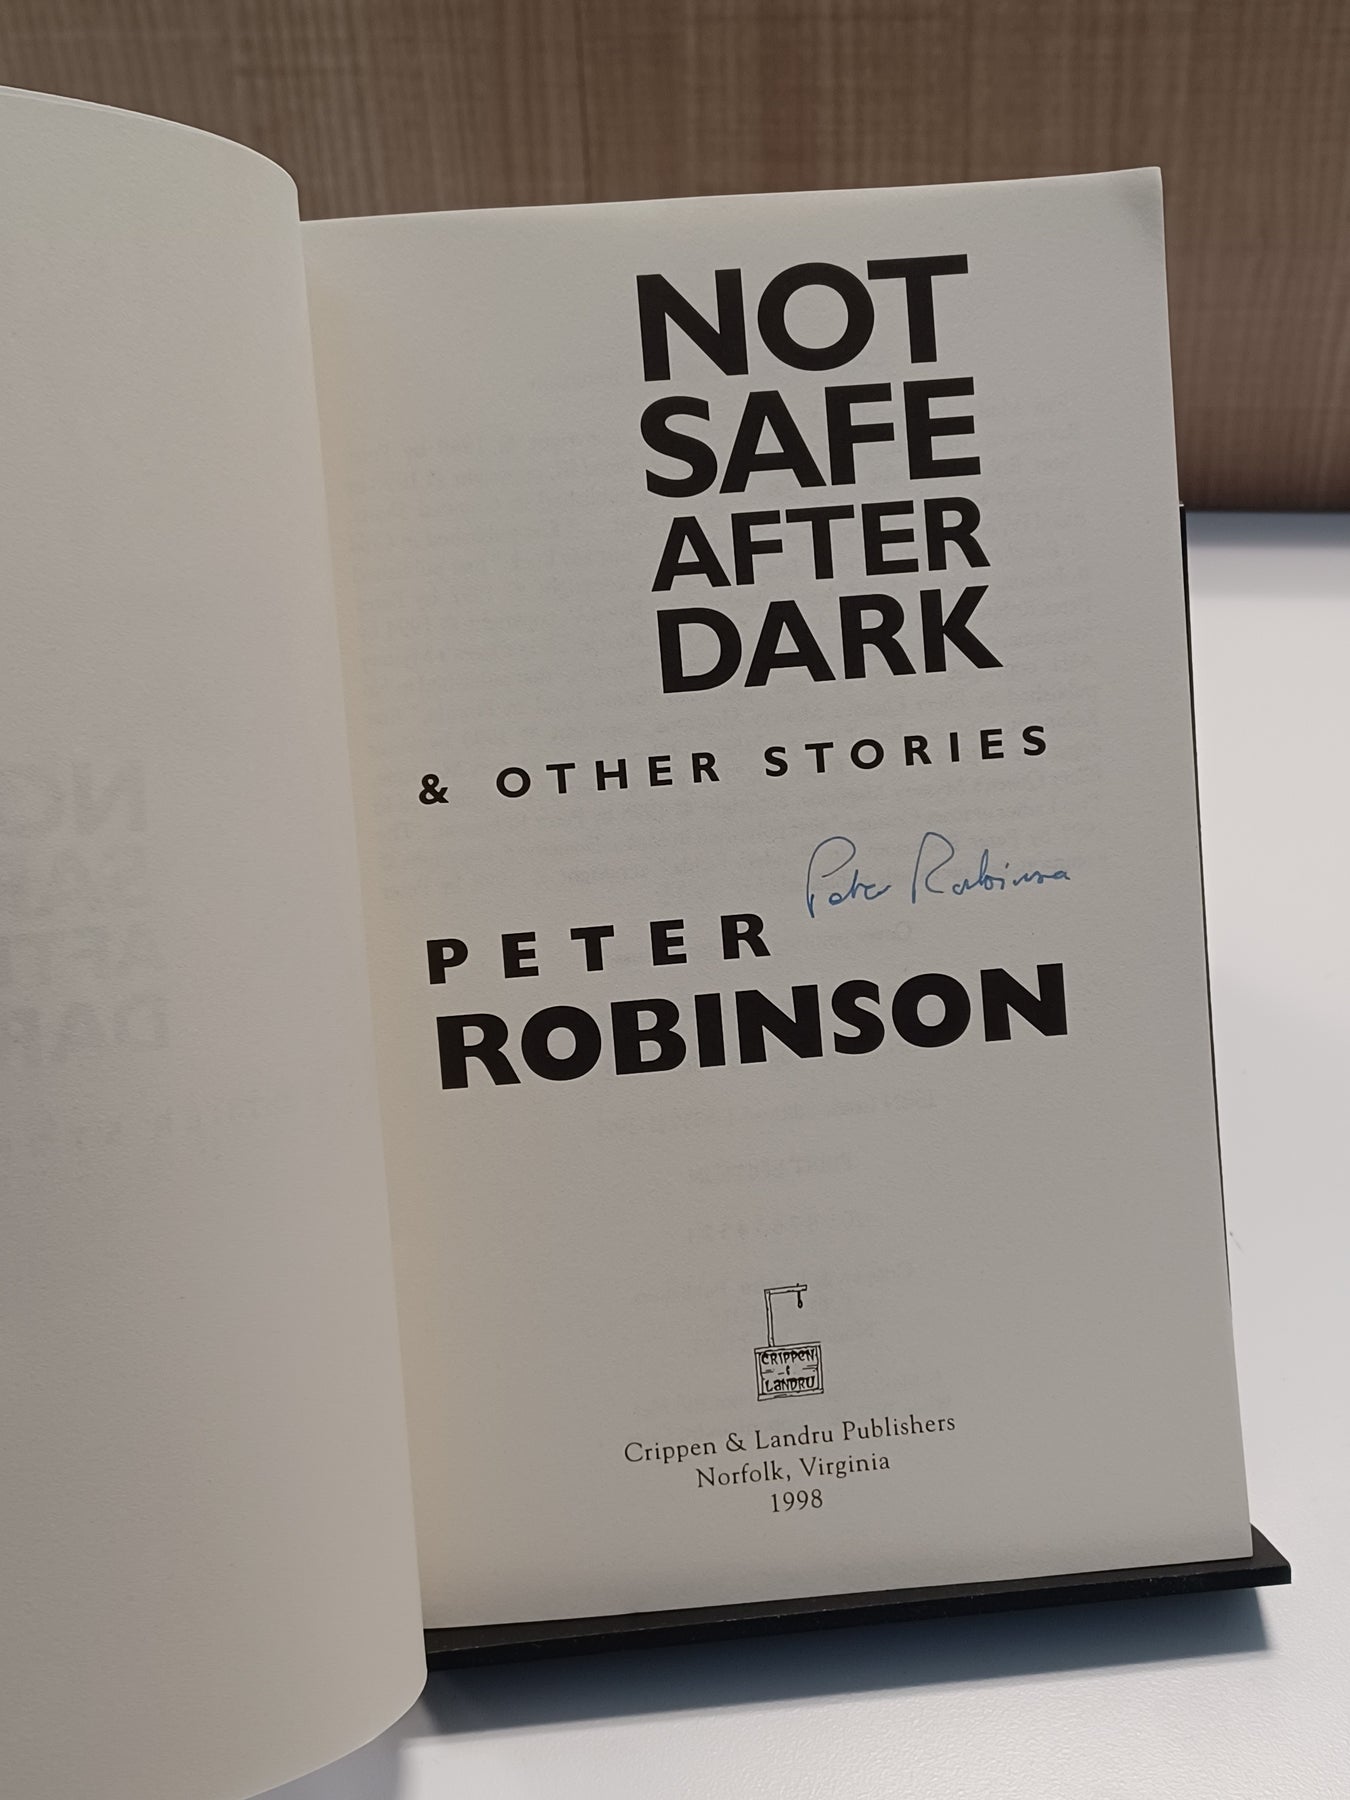 NOT
SAFE
AFTER
DARK
& OTHER STORIES
Peter Robinson
PETER
ROBINSON
CRIPPEN
&
LANDRU
Crippen & Landru Publishers
Norfolk, Virginia
1998